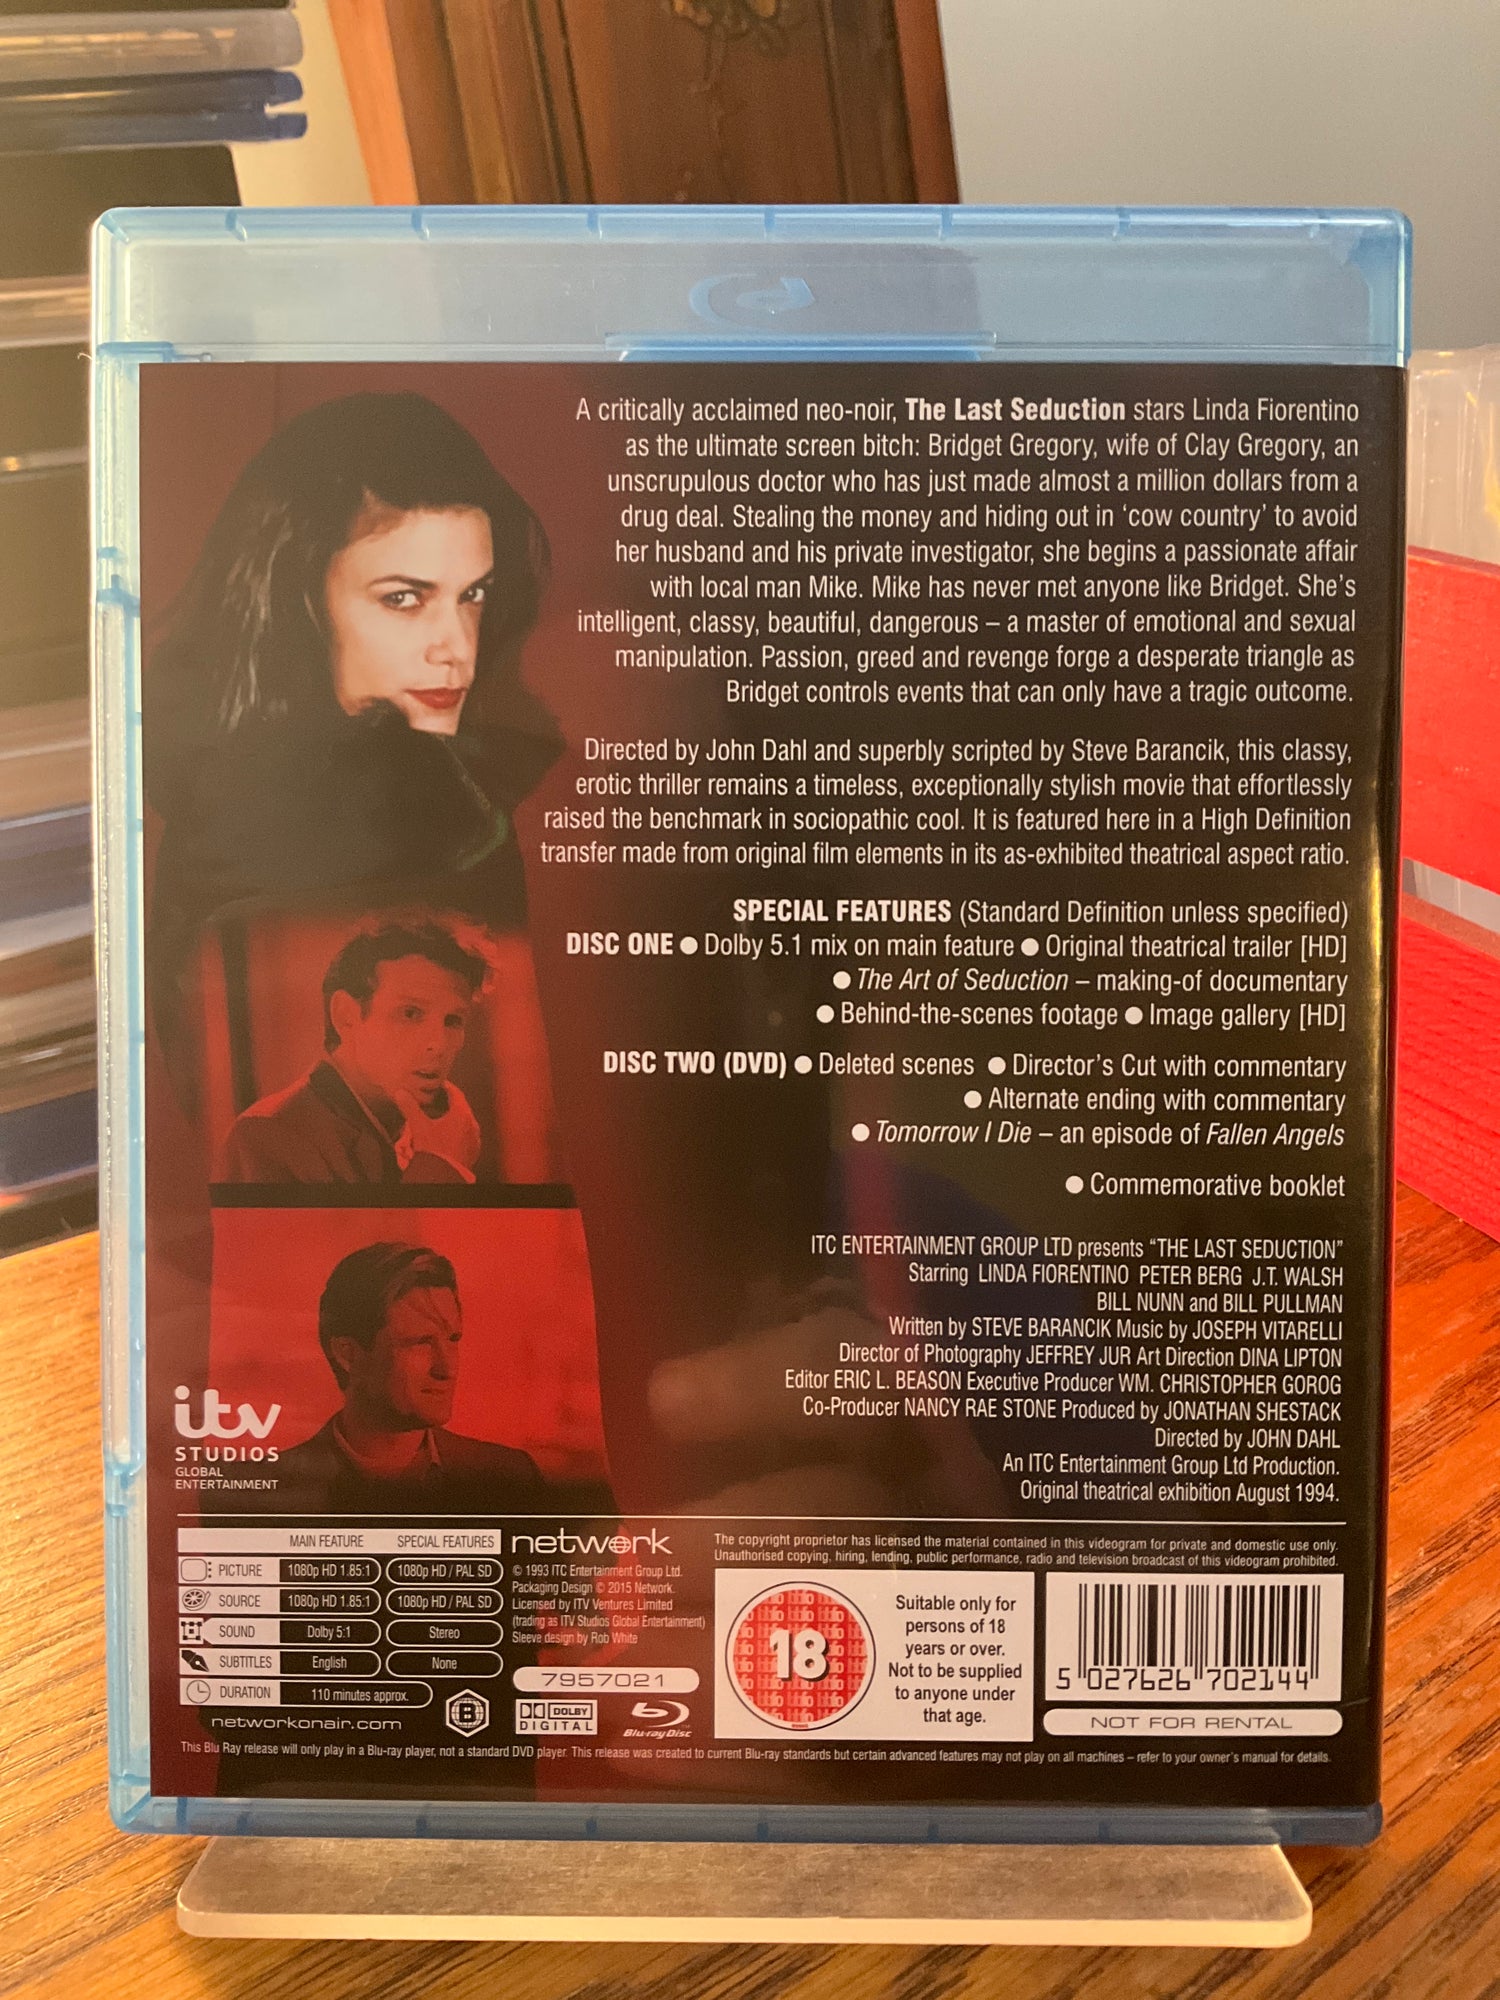 A critically acclaimed neo-noir, The Last Seduction stars Linda Fiorentino
as the ultimate screen bitch: Bridget Gregory, wife of Clay Gregory, an
unscrupulous doctor who has just made almost a million dollars from a
drug deal. Stealing the money and hiding out in ‘cow country’ to avoid
her husband and his private investigator, she begins a passionate affair
with local man Mike. Mike has never met anyone like Bridget. She’s
intelligent, classy, beautiful, dangerous – a master of emotional and sexual
manipulation. Passion, greed and revenge forge a desperate triangle as
Bridget controls events that can only have a tragic outcome.
Directed by John Dahl and superbly scripted by Steve Barancik, this classy,
erotic thriller remains a timeless, exceptionally stylish movie that effortlessly
raised the benchmark in sociopathic cool. It is featured here in a High Definition
transfer made from original film elements in its as-exhibited theatrical aspect ratio.
SPECIAL FEATURES (Standard Definition unless specified)
DISC ONE ● Dolby 5.1 mix on main feature ● Original theatrical trailer [HD]
● The Art of Seduction – making-of documentary
● Behind-the-scenes footage ● Image gallery [HD]
DISC TWO (DVD) ● Deleted scenes ● Director’s Cut with commentary
● Alternate ending with commentary
● Tomorrow I Die – an episode of Fallen Angels
● Commemorative booklet
ITC ENTERTAINMENT GROUP LTD presents “THE LAST SEDUCTION”
Starring LINDA FIORENTINO PETER BERG J.T. WALSH
BILL NUNN and BILL PULLMAN
Written by STEVE BARANCIK Music by JOSEPH VITARELLI
Director of Photography JEFFREY JUR Art Direction DINA LIPTON
Editor ERIC L. BEASON Executive Producer WM. CHRISTOPHER GOROG
Co-Producer NANCY RAE STONE Produced by JONATHAN SHESTACK
Directed by JOHN DAHL
An ITC Entertainment Group Ltd Production.
Original theatrical exhibition August 1994.
itv
STUDIOS
GLOBAL
ENTERTAINMENT
MAIN FEATURE SPECIAL FEATURES
PICTURE 1080p HD 1.85:1 1080p HD / PAL SD
SOURCE 1080p HD 1.85:1 1080p HD / PAL SD
SOUND Dolby 5:1 Stereo
SUBTITLES English None
DURATION 110 minutes approx.
networkonair.com
B
network
© 1993 ITC Entertainment Group Ltd.
Packaging Design © 2015 Network.
Licensed by ITV Ventures Limited
(trading as ITV Studios Global Entertainment)
Sleeve design by Rob White
7957021
DOLBY
DIGITAL
Blu-ray Disc
The copyright proprietor has licensed the material contained in this videogram for private and domestic use only.
Unauthorised copying, hiring, lending, public performance, radio and television broadcast of this videogram prohibited.
18
Suitable only for
persons of 18
years or over.
Not to be supplied
to anyone under
that age.
5 027626 702144
NOT FOR RENTAL
This Blu Ray release will only play in a Blu-ray player, not a standard DVD player. This release was created to current Blu-ray standards but certain advanced features may not play on all machines – refer to your owner’s manual for details.